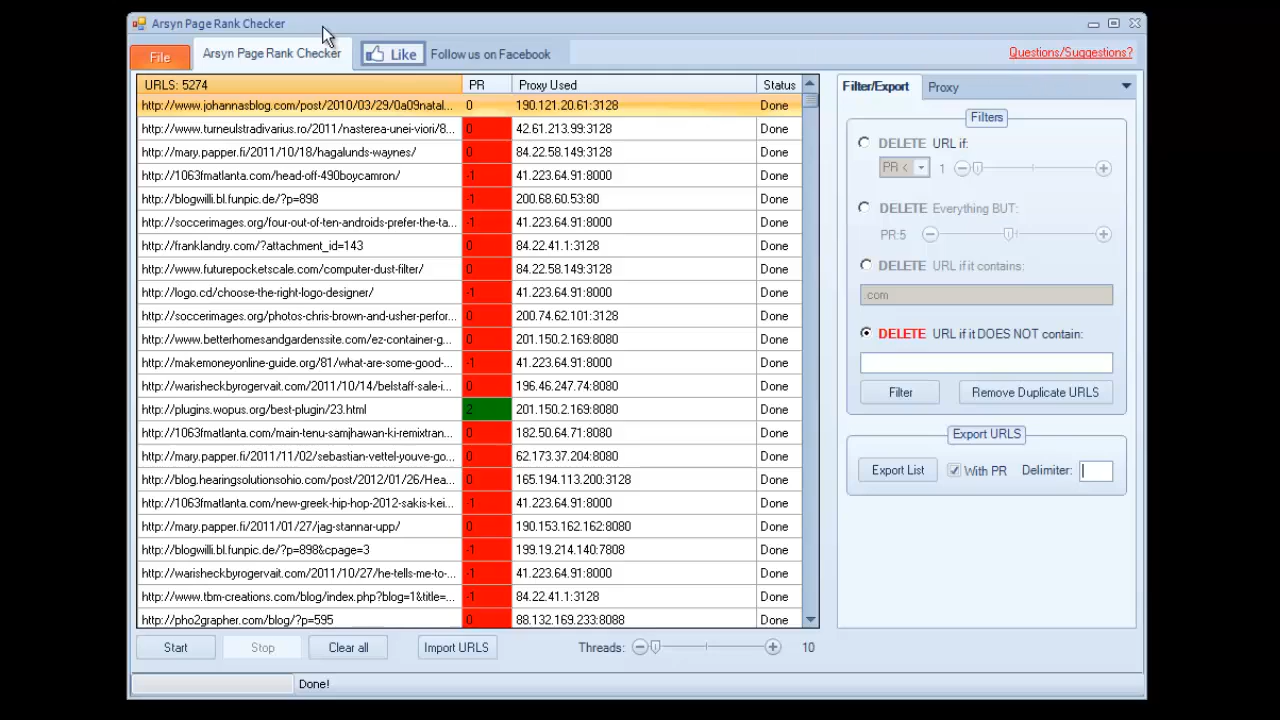 Arsyn Page Rank Checker
File
Arsyn Page Rank Checker
Like
Follow us on Facebook
Questions/Suggestions?
URLS: 5274 PR Proxy Used Status
http://www.johannasblog.com/post/2010/03/29/0a09natal... 0 190.121.20.61:3128 Done
http://www.turneulstradivarius.ro/2011/nasterea-unei-viori/8... 0 42.61.213.99:3128 Done
http://mary.papper.fi/2011/10/18/hagalunds-waynes/ 0 84.22.58.149:3128 Done
http://1063fmatlanta.com/head-off-490boycamron/ -1 41.223.64.91:8000 Done
http://blogwilli.bl.funpic.de/?p=898 -1 200.68.60.53:80 Done
http://soccerimages.org/four-out-of-ten-androids-prefer-the-ta... -1 41.223.64.91:8000 Done
http://franklandry.com/?attachment_id=143 0 84.22.41.1:3128 Done
http://www.futurepocketscale.com/computer-dust-filter/ 0 84.22.58.149:3128 Done
http://logo.cd/choose-the-right-logo-designer/ -1 41.223.64.91:8000 Done
http://soccerimages.org/photos-chris-brown-and-usher-perfor... 0 200.74.62.101:3128 Done
http://www.betterhomesandgardenssite.com/ez-container-g... 0 201.150.2.169:8080 Done
http://makemoneyonline-guide.org/81/what-are-some-good-... -1 41.223.64.91:8000 Done
http://warisheckbyrogervait.com/2011/10/14/belstaff-sale-i... 0 196.46.247.74:8080 Done
http://plugins.wopus.org/best-plugin/23.html 2 201.150.2.169:8080 Done
http://1063fmatlanta.com/main-tenu-samjhawan-ki-remixtran... 0 182.50.64.71:8080 Done
http://mary.papper.fi/2011/11/02/sebastian-vettel-youve-go... 0 62.173.37.204:8080 Done
http://blog.hearingsolutionsohio.com/post/2012/01/26/Hea... 0 165.194.113.200:3128 Done
http://1063fmatlanta.com/new-greek-hip-hop-2012-sakis-kei... -1 41.223.64.91:8000 Done
http://mary.papper.fi/2011/01/27/jag-stannar-upp/ 0 190.153.162.162:8080 Done
http://blogwilli.bl.funpic.de/?p=898&cpage=3 -1 199.19.214.140:7808 Done
http://warisheckbyrogervait.com/2011/10/27/he-tells-me-to-... -1 41.223.64.91:8000 Done
http://www.tbm-creations.com/blog/index.php?blog=1&title=... -1 84.22.41.1:3128 Done
http://pho2grapher.com/blog/?p=595 0 88.132.169.233:8088 Done
Start
Stop
Clear all
Import URLS
Threads:
10
Done!
Filter/Export
Proxy
Filters
DELETE URL if:
PR <
1
DELETE Everything BUT:
PR:5
DELETE URL if it contains:
.com
DELETE URL if it DOES NOT contain:
Filter
Remove Duplicate URLS
Export URLS
Export List
With PR
Delimiter: